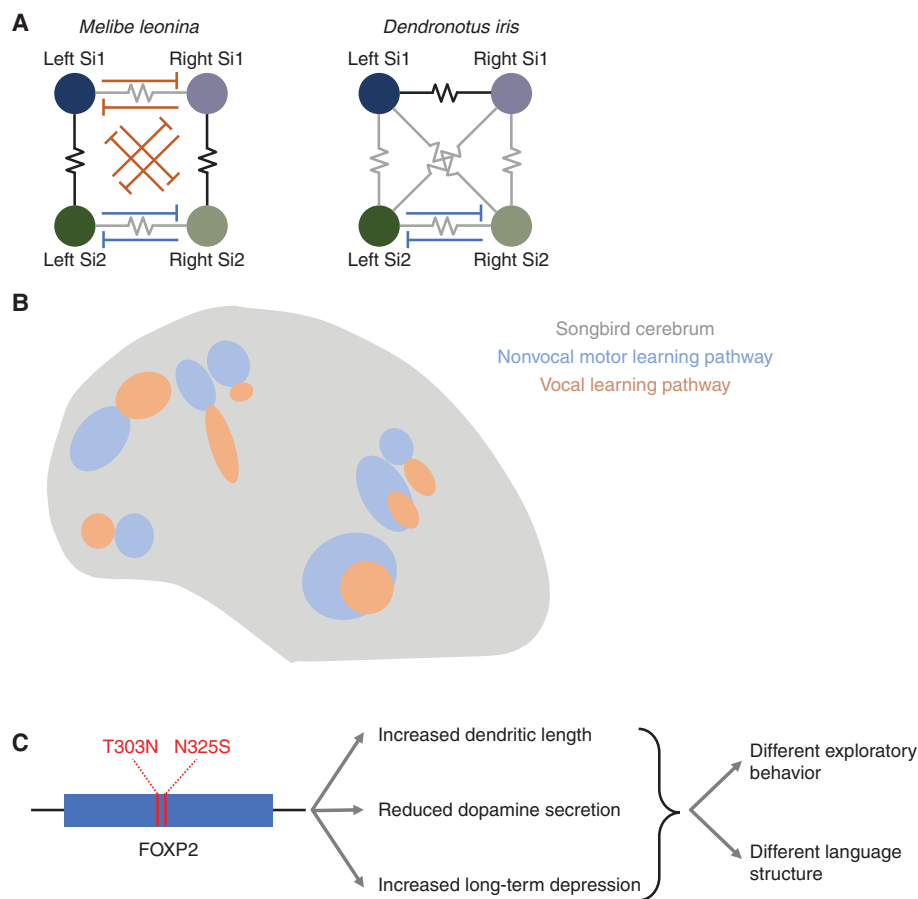 A
Melibe leonina
Dendronotus iris
Left Si1
Right Si1
Left Si1
Right Si1
Left Si2
Right Si2
Left Si2
Right Si2
B
Songbird cerebrum
Nonvocal motor learning pathway
Vocal learning pathway
C
T303N
N325S
FOXP2
Increased dendritic length
Reduced dopamine secretion
Increased long-term depression
Different exploratory
behavior
Different language
structure